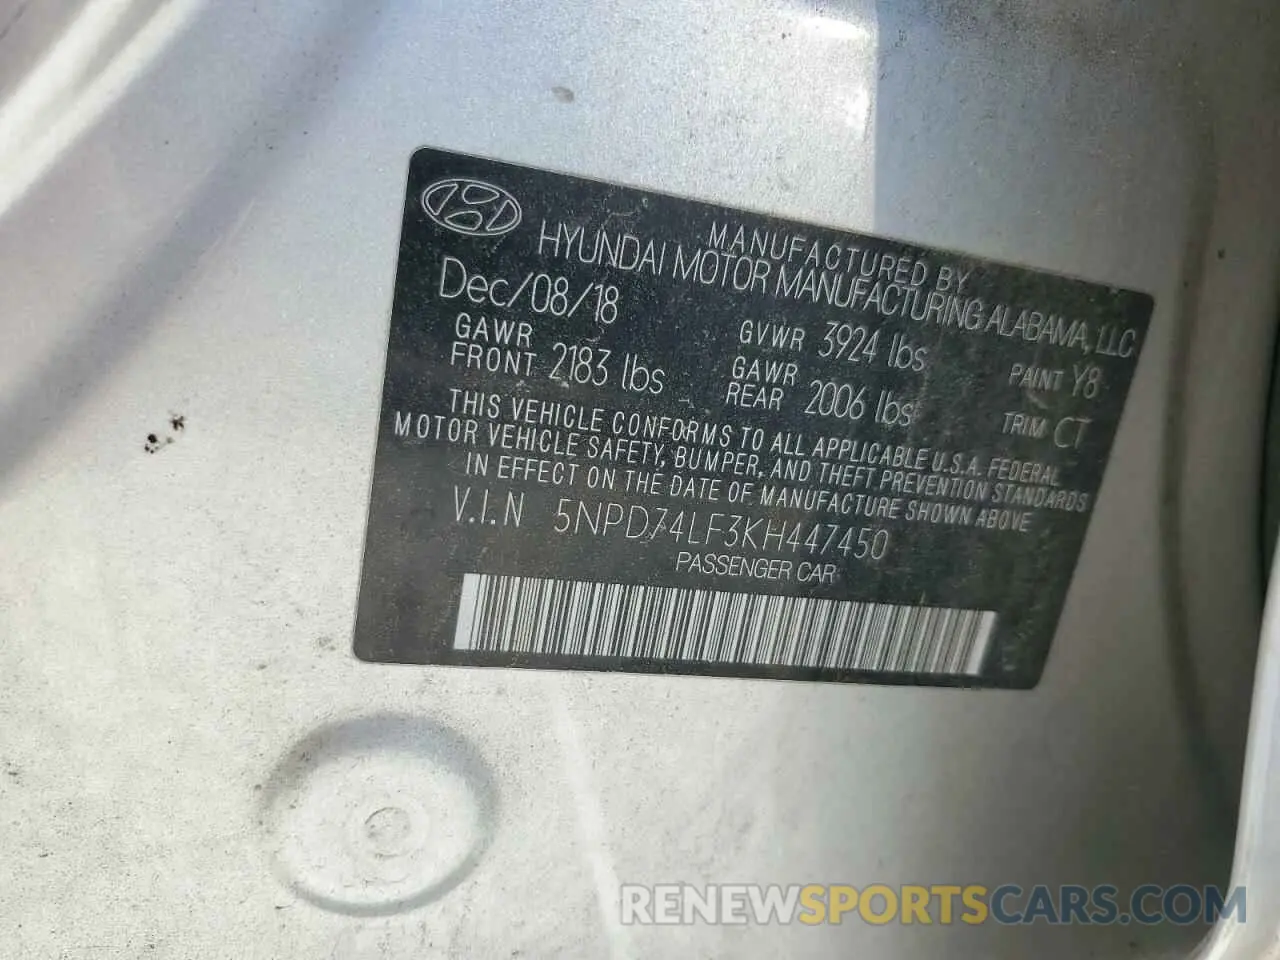 MANUFACTURED BY
HYUNDAI MOTOR MANUFACTURING ALABAMA, LLC
Dec/08/18
GAWR FRONT 2183 lbs
GVWR 3924 lbs
GAWR REAR 2006 lbs
PAINT Y8
TRIM CT
THIS VEHICLE CONFORMS TO ALL APPLICABLE U.S.A. FEDERAL
MOTOR VEHICLE SAFETY, BUMPER, AND THEFT PREVENTION STANDARDS
IN EFFECT ON THE DATE OF MANUFACTURE SHOWN ABOVE
V.I.N 5NPD74LF3KH447450
PASSENGER CAR
RENEWSPORTSCARS.COM